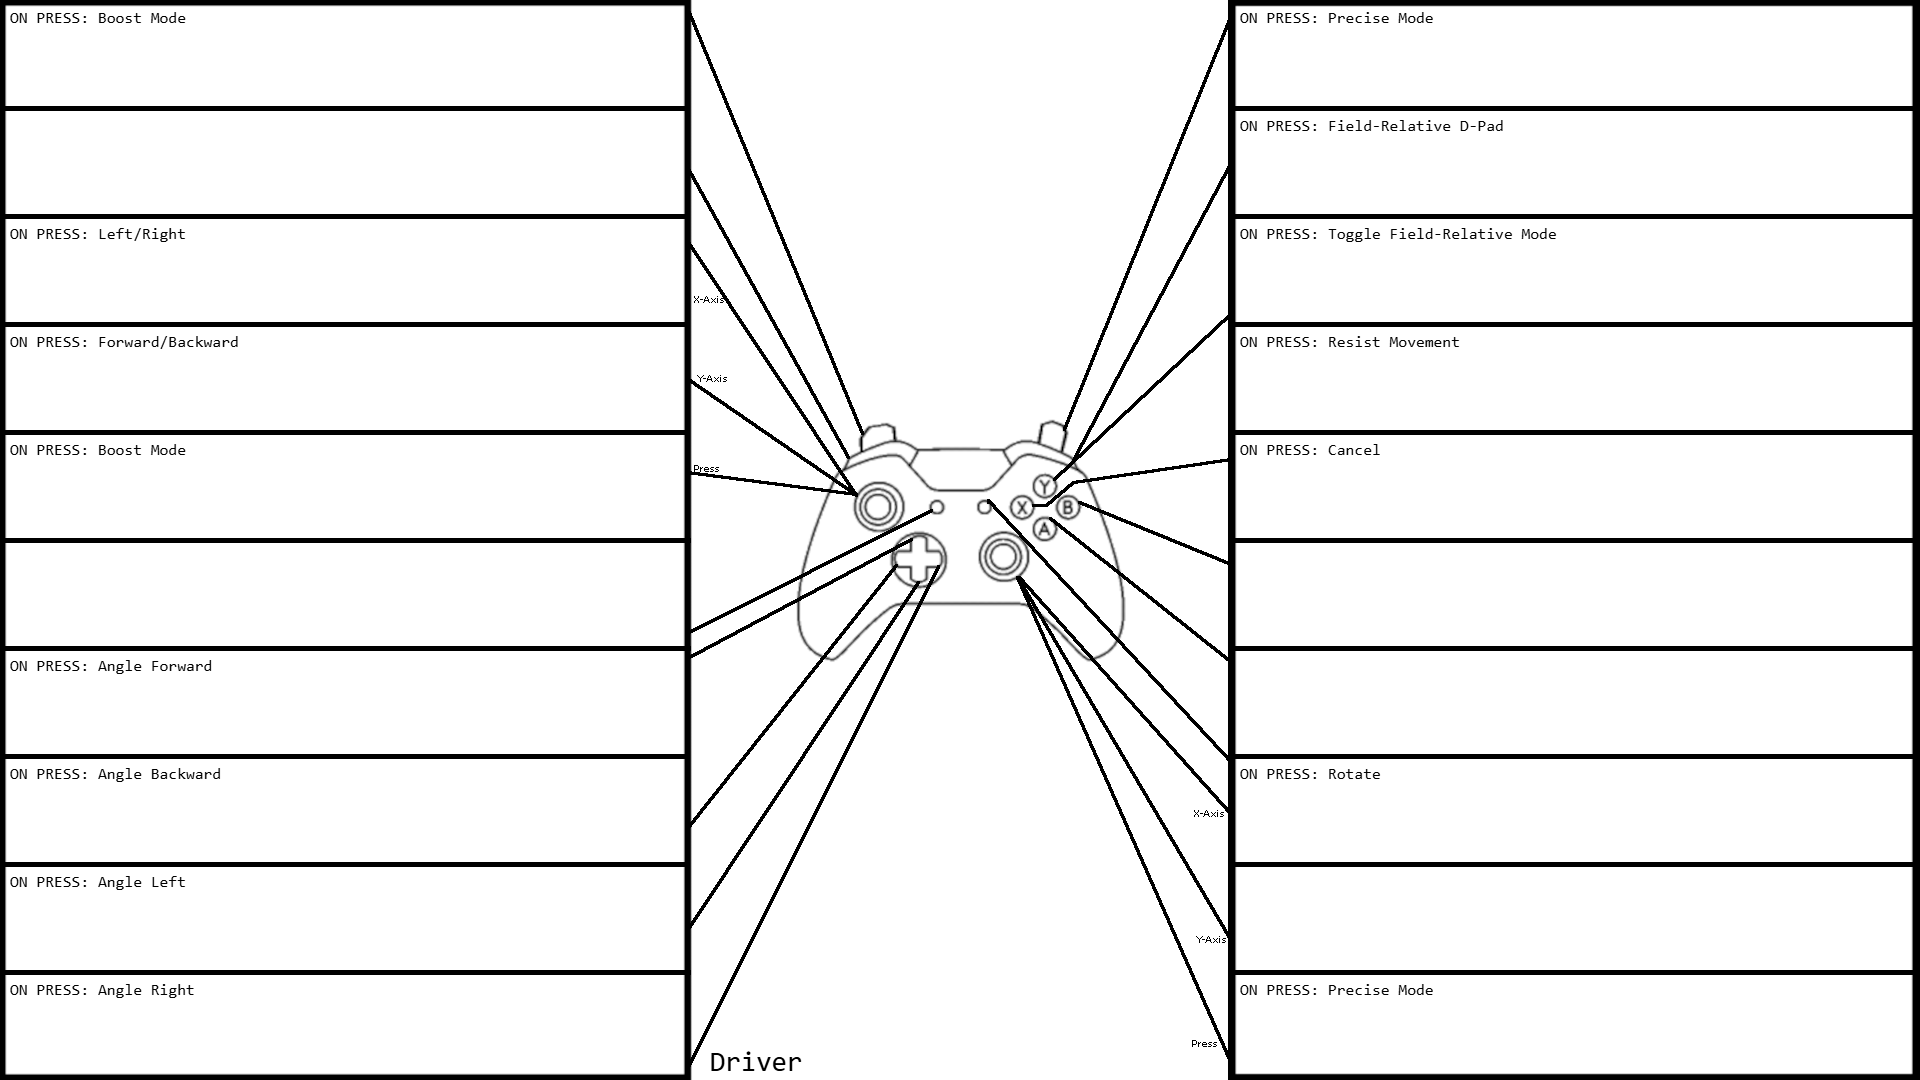 ON PRESS: Boost Mode
ON PRESS: Left/Right
ON PRESS: Forward/Backward
ON PRESS: Boost Mode
ON PRESS: Angle Forward
ON PRESS: Angle Backward
ON PRESS: Angle Left
ON PRESS: Angle Right
X-Axis
Y-Axis
Press
Y
X
B
A
X-Axis
Y-Axis
Press
Driver
ON PRESS: Precise Mode
ON PRESS: Field-Relative D-Pad
ON PRESS: Toggle Field-Relative Mode
ON PRESS: Resist Movement
ON PRESS: Cancel
ON PRESS: Rotate
ON PRESS: Precise Mode